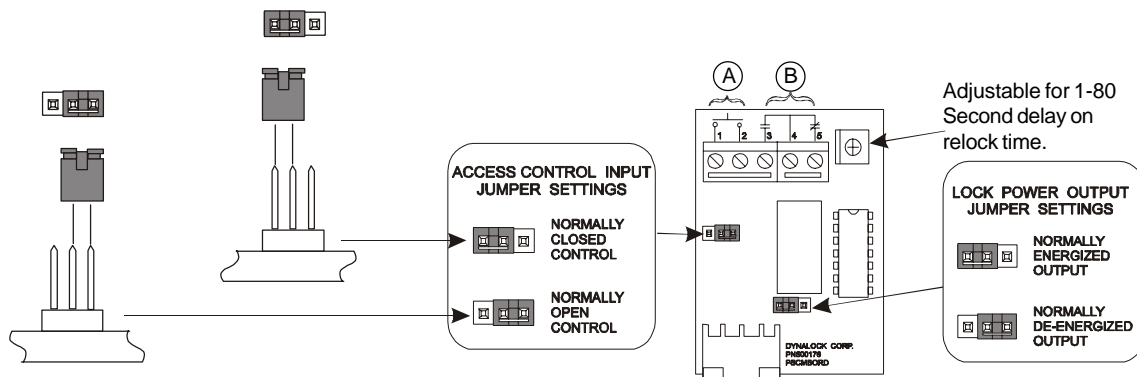 A
B
1
2
3
4
5
Adjustable for 1-80
Second delay on
relock time.
ACCESS CONTROL INPUT
JUMPER SETTINGS
NORMALLY
CLOSED
CONTROL
NORMALLY
OPEN
CONTROL
LOCK POWER OUTPUT
JUMPER SETTINGS
NORMALLY
ENERGIZED
OUTPUT
NORMALLY
DE-ENERGIZED
OUTPUT
DYNALOCK CORP.
PN500176
PSCMBORD